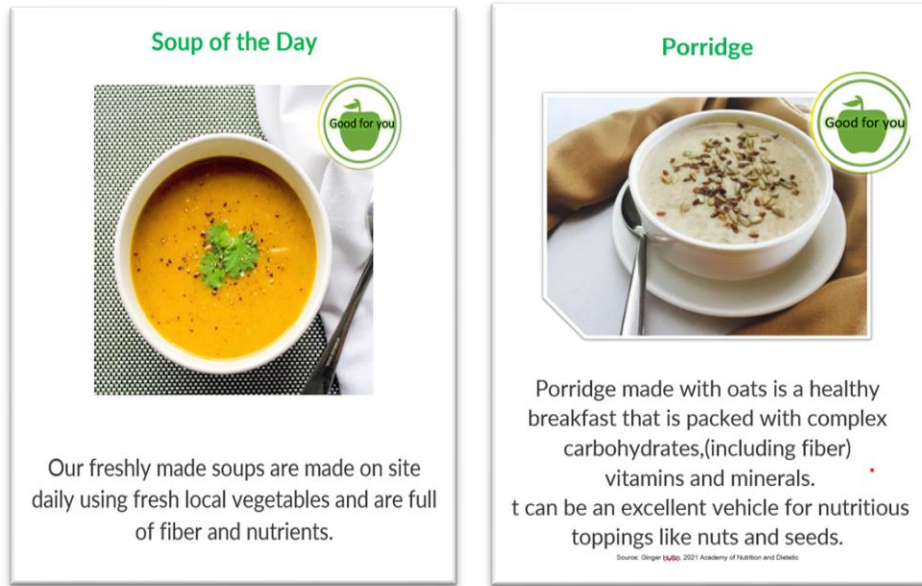 Soup of the Day
Good for you
Our freshly made soups are made on site
daily using fresh local vegetables and are full
of fiber and nutrients.
Porridge
Good for you
Porridge made with oats is a healthy
breakfast that is packed with complex
carbohydrates,(including fiber)
vitamins and minerals.
t can be an excellent vehicle for nutritious
toppings like nuts and seeds.
Source: Ginger Hultin, 2021 Academy of Nutrition and Dietetic